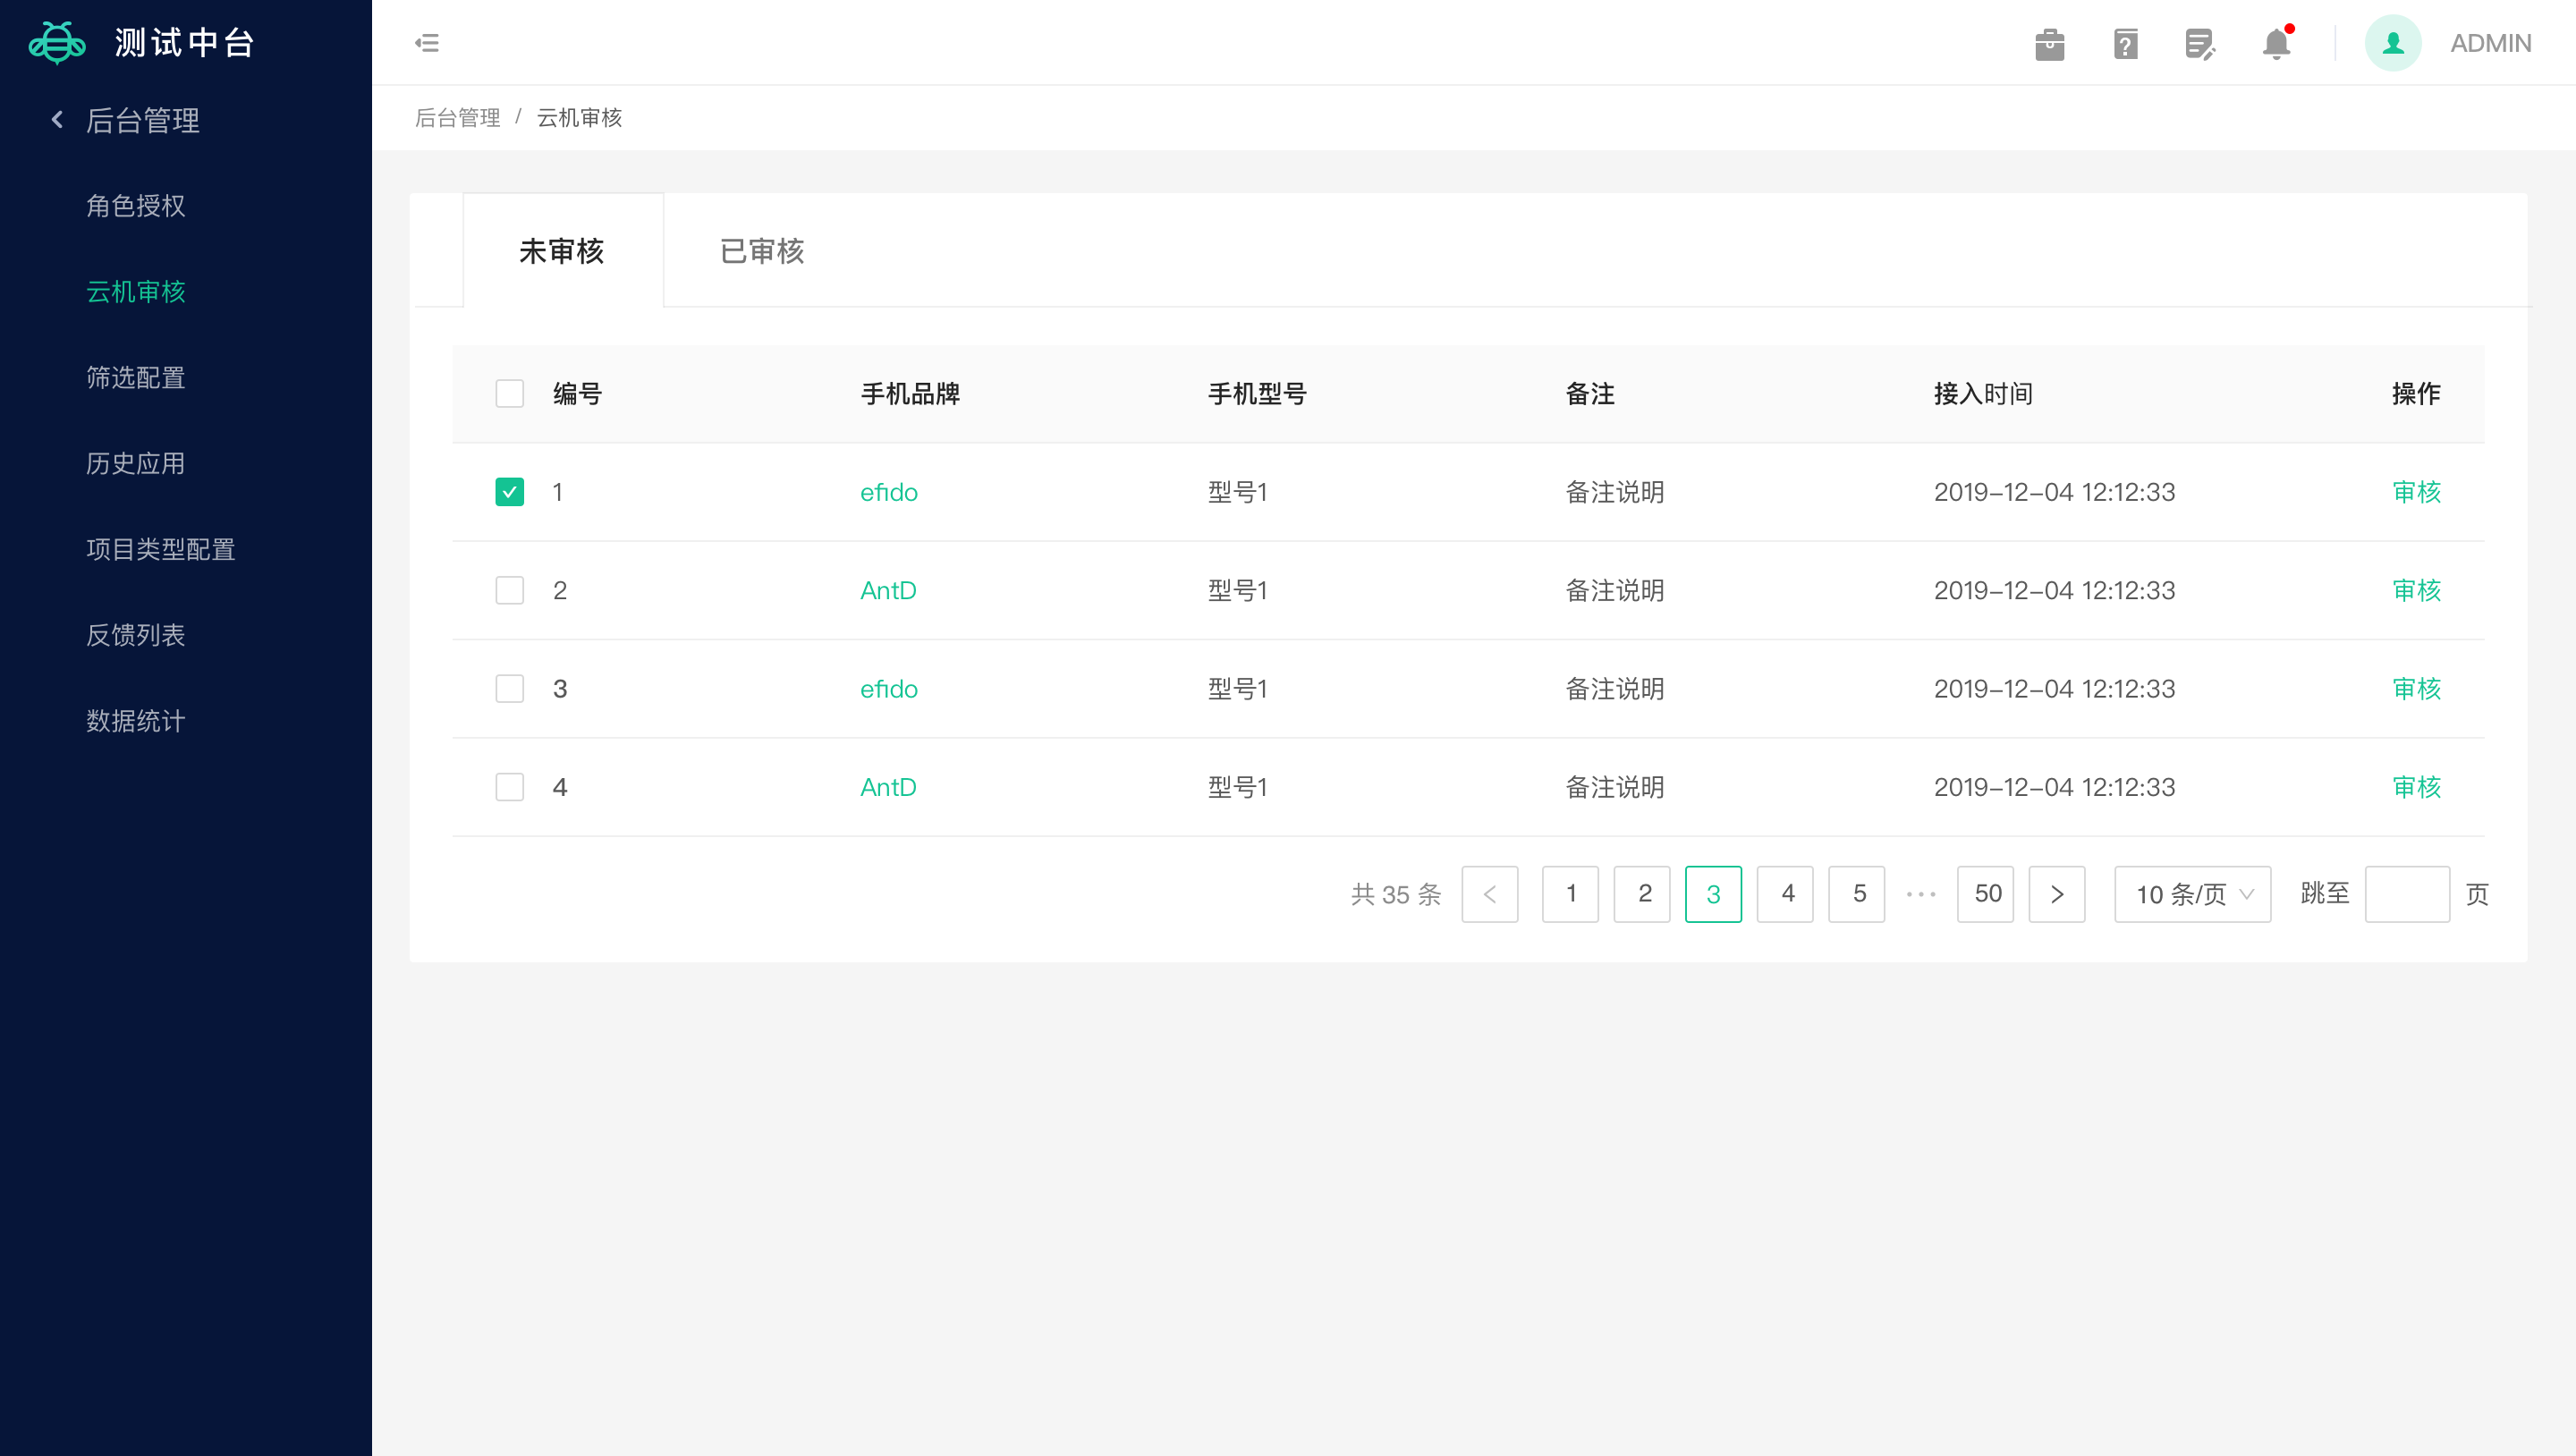 测试中台
ADMIN
后台管理
后台管理 / 云机审核
角色授权
云机审核
筛选配置
历史应用
项目类型配置
反馈列表
数据统计
未审核 已审核
编号 手机品牌 手机型号 备注 接入时间 操作
1 efido 型号1 备注说明 2019-12-04 12:12:33 审核
2 AntD 型号1 备注说明 2019-12-04 12:12:33 审核
3 efido 型号1 备注说明 2019-12-04 12:12:33 审核
4 AntD 型号1 备注说明 2019-12-04 12:12:33 审核
共 35 条 < 1 2 3 4 5 ··· 50 > 10 条/页 跳至 页